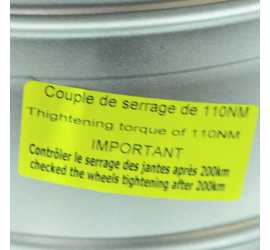 Couple de serrage de 110NM
Thightening torque of 110NM
IMPORTANT
Contrôler le serrage des jantes après 200km
checked the wheels tightening after 200km